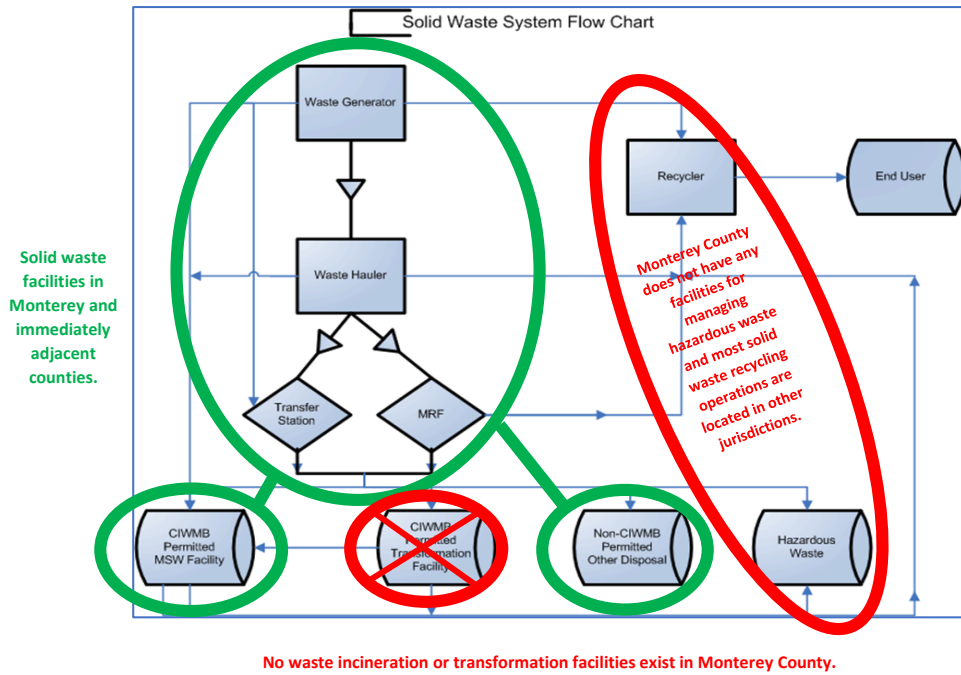 Solid Waste System Flow Chart
Waste Generator
Recycler
End User
Solid waste
facilities in
Monterey and
immediately
adjacent
counties.
Waste Hauler
Monterey County
does not have any
facilities for
managing
hazardous waste
and most solid
waste recycling
operations are
located in other
jurisdictions.
Transfer
Station
MRF
CIWMB
Permitted
MSW Facility
CIWMB
Permitted
Transformation
Facility
Non-CIWMB
Permitted
Other Disposal
Hazardous
Waste
No waste incineration or transformation facilities exist in Monterey County.